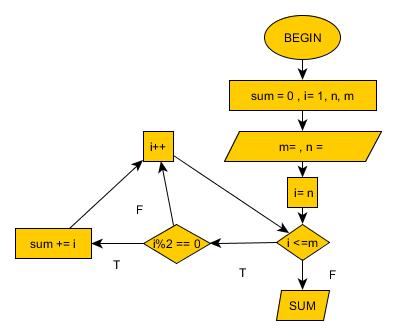 BEGIN
sum = 0 , i= 1, n, m
m= , n =
i= n
i <=m
T
F
i%2 == 0
T
F
sum += i
i++
SUM